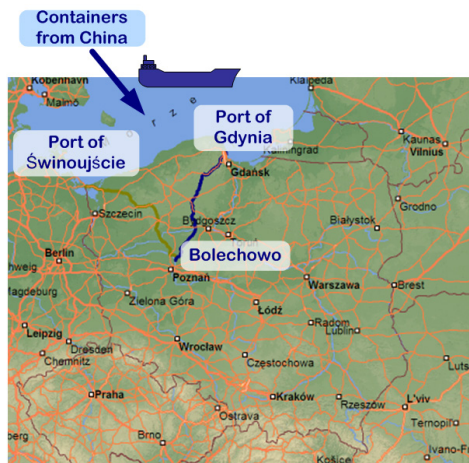 Containers
from China
København
Malmö
Klaipėda
Port of
Gdynia
Kaunas
Vilnius
Kaliningrad
Port of
Świnoujście
Gdańsk
Grodno
Szczecin
Bydgoszcz
Białystok
Toruń
Berlin
Bolechowo
Poznań
Warszawa
Brest
Magdeburg
Zielona Góra
Łódź
Radom
Lublin
Leipzig
Wrocław
Dresden
Chemnitz
Częstochowa
Praha
Kraków
Rzeszów
L'viv
Ostrava
Ternopil'
Brno
Košice